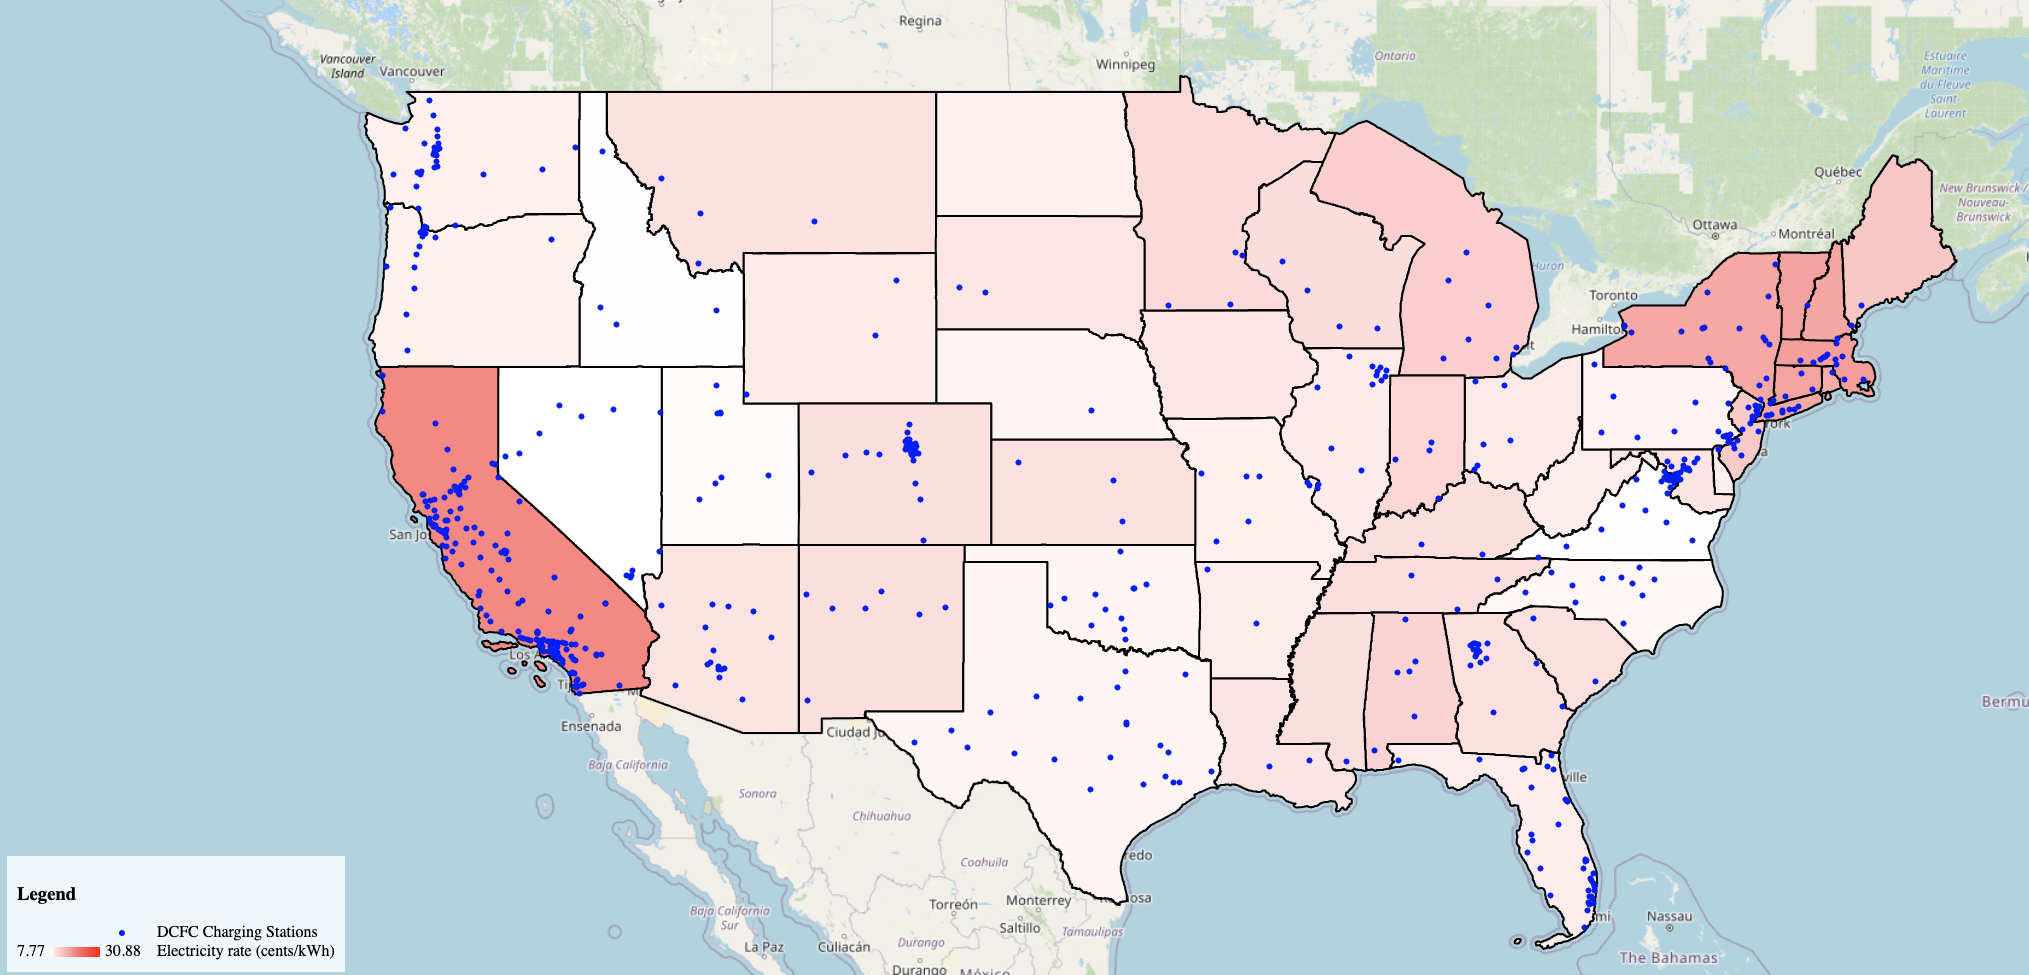 Regina
Vancouver
Island
Vancouver
Winnipeg
Ontario
Estuaire
Maritime
du Fleuve
Saint-
Laurent
Québec
New Brunswick /
Nouveau-
Brunswick
Ottawa
Montréal
Huron
Toronto
Hamilton
San Jo
Los A
Tij
Ensenada
Ciudad Ju
Baja California
Sonora
Chihuahua
Coahuila
redo
Baja California
Sur
Torreón
Monterrey
osa
Saltillo
Tamaulipas
La Paz
Culiacán
Durango
Durango
México
ork
ville
mi
Nassau
The Bahamas
Bermu
Legend
DCFC Charging Stations
7.77 30.88 Electricity rate (cents/kWh)